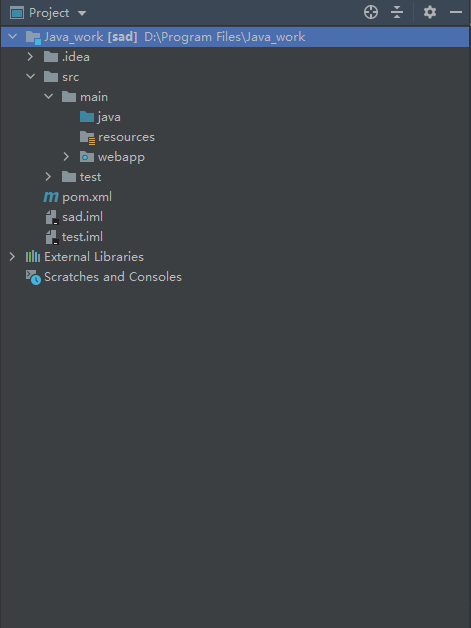 Project
Java_work [sad] D:\Program Files\Java_work
.idea
src
main
java
resources
webapp
test
pom.xml
sad.iml
test.iml
External Libraries
Scratches and Consoles